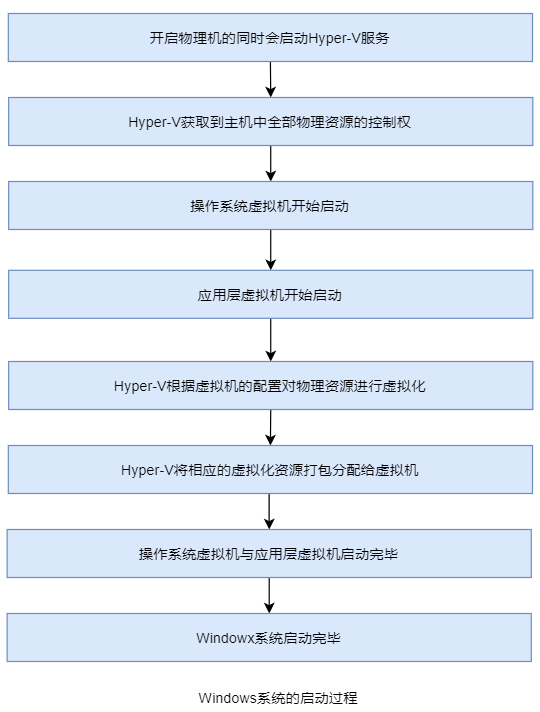 开启物理机的同时会启动Hyper-V服务
Hyper-V获取到主机中全部物理资源的控制权
操作系统虚拟机开始启动
应用层虚拟机开始启动
Hyper-V根据虚拟机的配置对物理资源进行虚拟化
Hyper-V将相应的虚拟化资源打包分配给虚拟机
操作系统虚拟机与应用层虚拟机启动完毕
Windowx系统启动完毕
Windows系统的启动过程